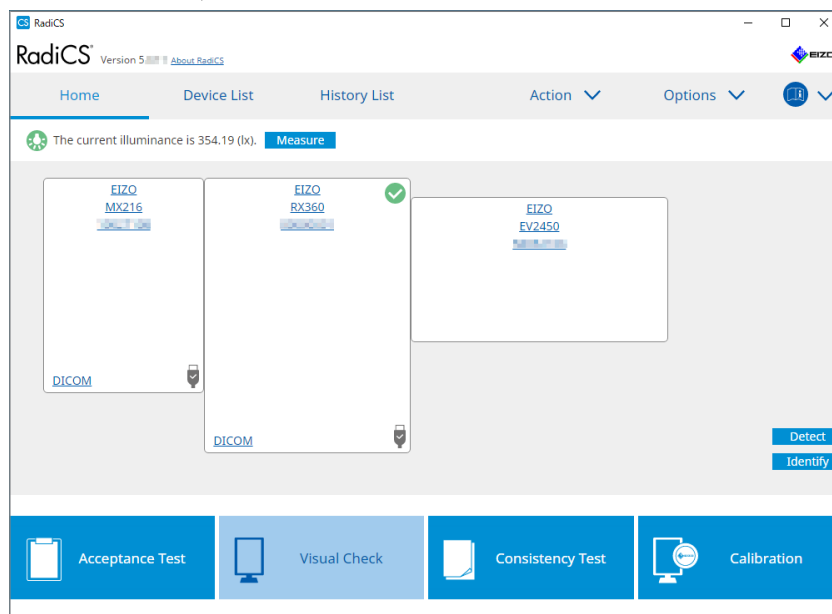 CS RadiCS
RadiCS Version 5. About RadiCS
EIZO
Home Device List History List Action Options
The current illuminance is 354.19 (lx). Measure
EIZO
MX216
DICOM
EIZO
RX360
DICOM
EIZO
EV2450
Detect
Identify
Acceptance Test Visual Check Consistency Test Calibration